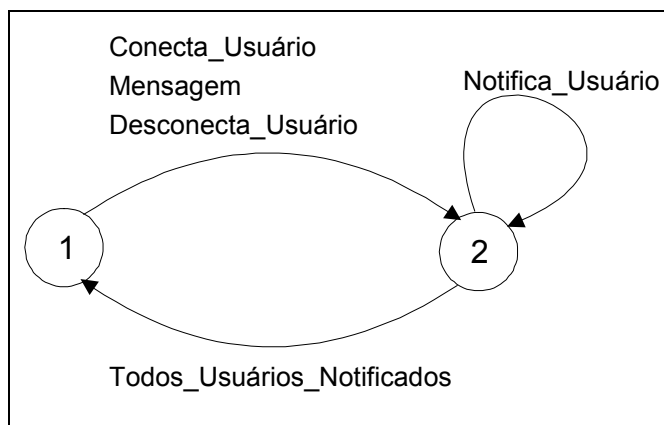 Conecta_Usuário
Mensagem
Desconecta_Usuário
Notifica_Usuário
1
2
Todos_Usuários_Notificados